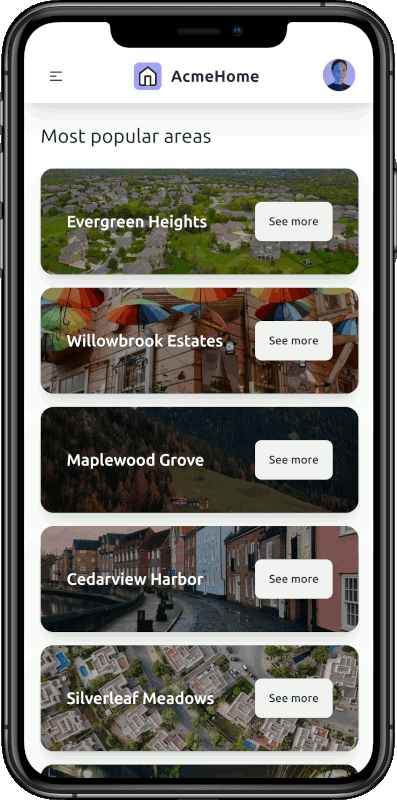 AcmeHome
Most popular areas
Evergreen Heights
See more
Willowbrook Estates
See more
Maplewood Grove
See more
Cedarview Harbor
See more
Silverleaf Meadows
See more